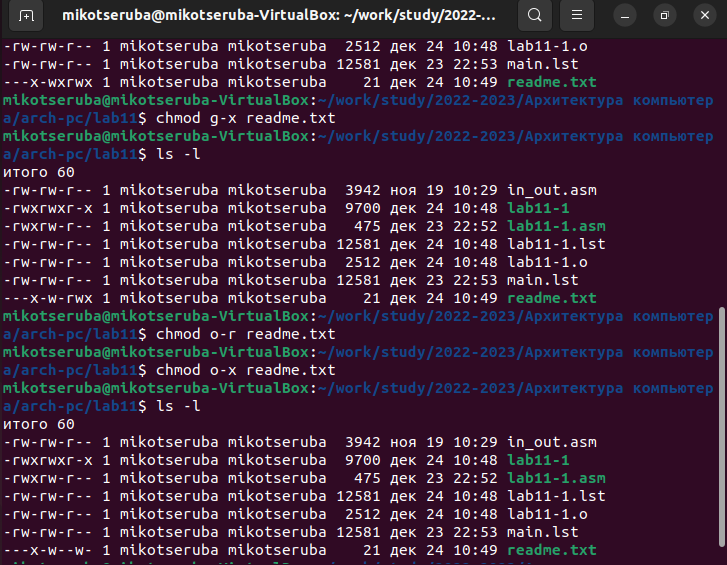 mikotseruba@mikotseruba-VirtualBox: ~/work/study/2022-...
-rw-rw-r-- 1 mikotseruba mikotseruba  2512 дек 24 10:48 lab11-1.o
-rw-rw-r-- 1 mikotseruba mikotseruba 12581 дек 23 22:53 main.lst
---x-wxrwx 1 mikotseruba mikotseruba    21 дек 24 10:49 readme.txt
mikotseruba@mikotseruba-VirtualBox:~/work/study/2022-2023/Архитектура компьютер
а/arch-pc/lab11$ chmod g-x readme.txt
mikotseruba@mikotseruba-VirtualBox:~/work/study/2022-2023/Архитектура компьютер
а/arch-pc/lab11$ ls -l
итого 60
-rw-rw-r-- 1 mikotseruba mikotseruba  3942 ноя 19 10:29 in_out.asm
-rwxrwxr-x 1 mikotseruba mikotseruba  9700 дек 24 10:48 lab11-1
-rw-rw-r-- 1 mikotseruba mikotseruba   475 дек 23 22:52 lab11-1.asm
-rw-rw-r-- 1 mikotseruba mikotseruba 12581 дек 24 10:48 lab11-1.lst
-rw-rw-r-- 1 mikotseruba mikotseruba  2512 дек 24 10:48 lab11-1.o
-rw-rw-r-- 1 mikotseruba mikotseruba 12581 дек 23 22:53 main.lst
---x-w-rwx 1 mikotseruba mikotseruba    21 дек 24 10:49 readme.txt
mikotseruba@mikotseruba-VirtualBox:~/work/study/2022-2023/Архитектура компьютер
а/arch-pc/lab11$ chmod o-r readme.txt
mikotseruba@mikotseruba-VirtualBox:~/work/study/2022-2023/Архитектура компьютер
а/arch-pc/lab11$ chmod o-x readme.txt
mikotseruba@mikotseruba-VirtualBox:~/work/study/2022-2023/Архитектура компьютер
а/arch-pc/lab11$ ls -l
итого 60
-rw-rw-r-- 1 mikotseruba mikotseruba  3942 ноя 19 10:29 in_out.asm
-rwxrwxr-x 1 mikotseruba mikotseruba  9700 дек 24 10:48 lab11-1
---x--xr-- 1 mikotseruba mikotseruba   475 дек 23 22:52 lab11-1.asm
-rw-rw-r-- 1 mikotseruba mikotseruba 12581 дек 24 10:48 lab11-1.lst
-rw-rw-r-- 1 mikotseruba mikotseruba  2512 дек 24 10:48 lab11-1.o
-rw-rw-r-- 1 mikotseruba mikotseruba 12581 дек 23 22:53 main.lst
---x-w--w- 1 mikotseruba mikotseruba    21 дек 24 10:49 readme.txt